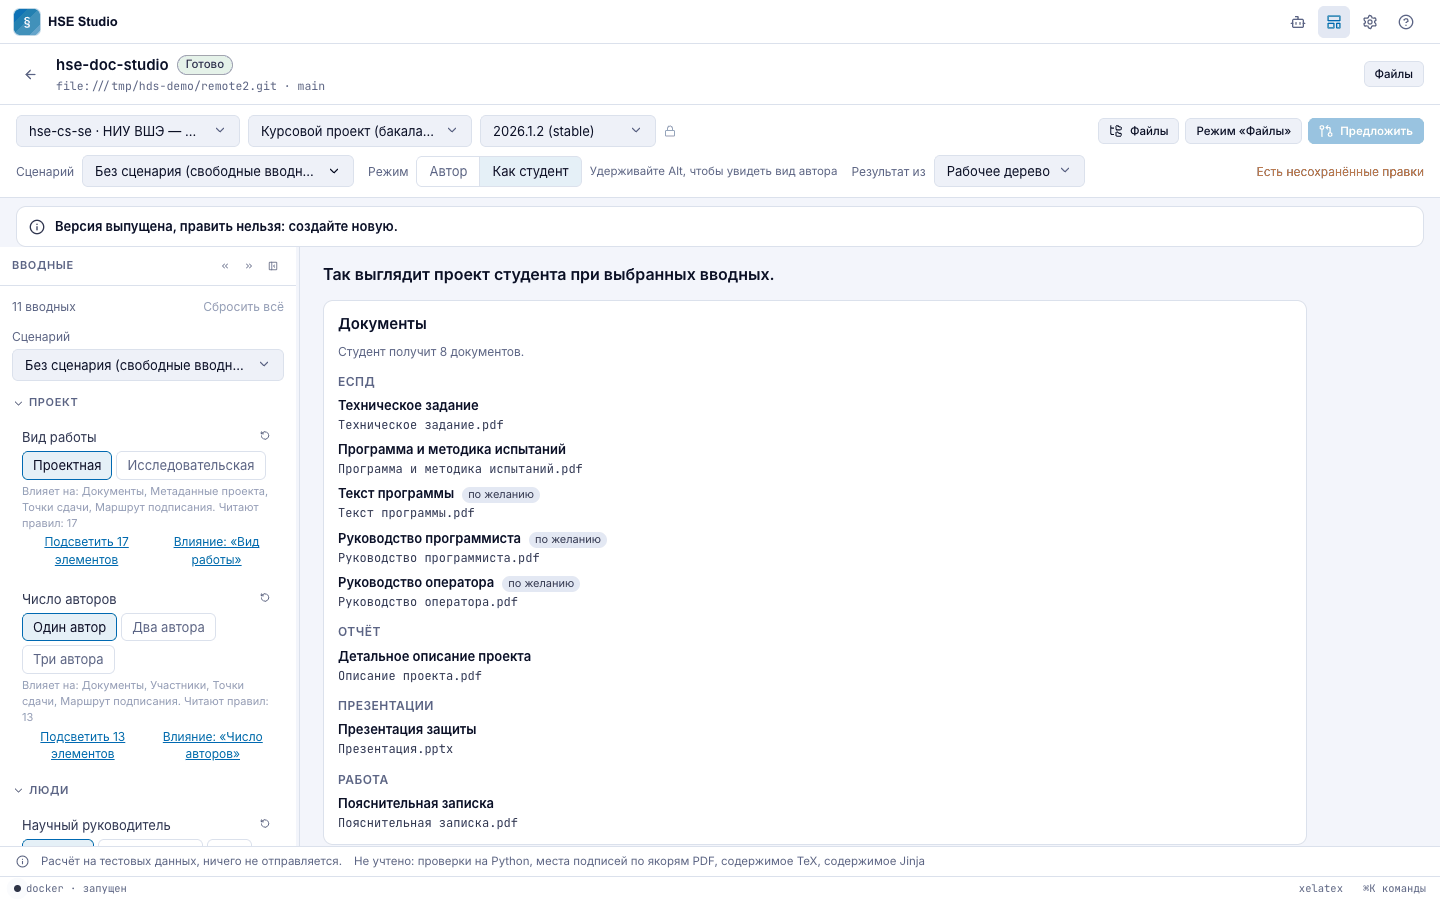 § HSE Studio
hse-doc-studio Готово
file:///tmp/hds-demo/remote2.git · main
Файлы
hse-cs-se · НИУ ВШЭ — ... Курсовой проект (бакала... 2026.1.2 (stable) Файлы Режим «Файлы» Предложить
Сценарий Без сценария (свободные вводн... Режим Автор Как студент Удерживайте Alt, чтобы увидеть вид автора Результат из Рабочее дерево Есть несохранённые правки
Версия выпущена, править нельзя: создайте новую.
ВВОДНЫЕ « »
11 вводных Сбросить всё
Сценарий
Без сценария (свободные вводн...
ПРОЕКТ
Вид работы
Проектная Исследовательская
Влияет на: Документы, Метаданные проекта,
Точки сдачи, Маршрут подписания. Читают
правил: 17
Подсветить 17 элементов
Влияние: «Вид работы»
Число авторов
Один автор Два автора
Три автора
Влияет на: Документы, Участники, Точки
сдачи, Маршрут подписания. Читают правил:
13
Подсветить 13 элементов
Влияние: «Число авторов»
ЛЮДИ
Научный руководитель
Так выглядит проект студента при выбранных вводных.
Документы
Студент получит 8 документов.
ЕСПД
Техническое задание
Техническое задание.pdf
Программа и методика испытаний
Программа и методика испытаний.pdf
Текст программы по желанию
Текст программы.pdf
Руководство программиста по желанию
Руководство программиста.pdf
Руководство оператора по желанию
Руководство оператора.pdf
ОТЧЁТ
Детальное описание проекта
Описание проекта.pdf
ПРЕЗЕНТАЦИИ
Презентация защиты
Презентация.pptx
РАБОТА
Пояснительная записка
Пояснительная записка.pdf
Расчёт на тестовых данных, ничего не отправляется. Не учтено: проверки на Python, места подписей по якорям PDF, содержимое TeX, содержимое Jinja
docker · запущен xelatex ⌘K команды